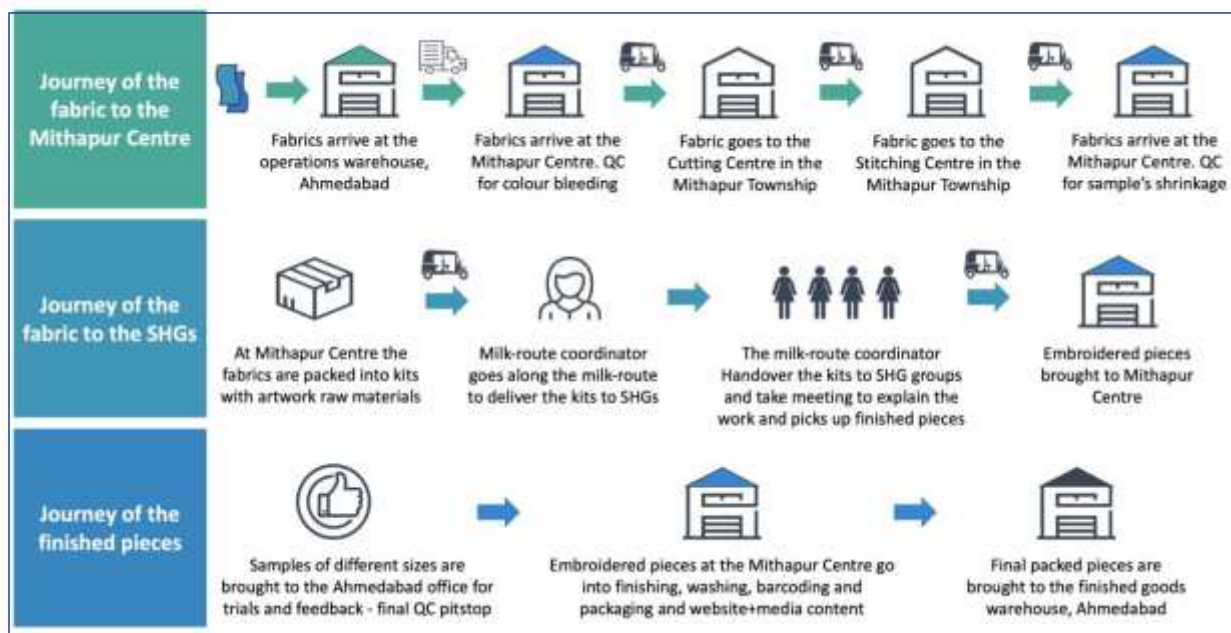 Journey of the
fabric to the
Mithapur Centre
Fabrics arrive at the
operations warehouse,
Ahmedabad
Fabrics arrive at the
Mithapur Centre. QC
for colour bleeding
Fabric goes to the
Cutting Centre in the
Mithapur Township
Fabric goes to the
Stitching Centre in the
Mithapur Township
Fabrics arrive at the
Mithapur Centre. QC
for sample's shrinkage
Journey of the
fabric to the SHGs
At Mithapur Centre the
fabrics are packed into kits
with artwork raw materials
Milk-route coordinator
goes along the milk-route
to deliver the kits to SHGs
The milk-route coordinator
Handover the kits to SHG groups
and take meeting to explain the
work and picks up finished pieces
Embroidered pieces
brought to Mithapur
Centre
Journey of the
finished pieces
Samples of different sizes are
brought to the Ahmedabad office for
trials and feedback - final QC pitstop
Embroidered pieces at the Mithapur Centre go
into finishing, washing, barcoding and
packaging and website+media content
Final packed pieces are
brought to the finished goods
warehouse, Ahmedabad